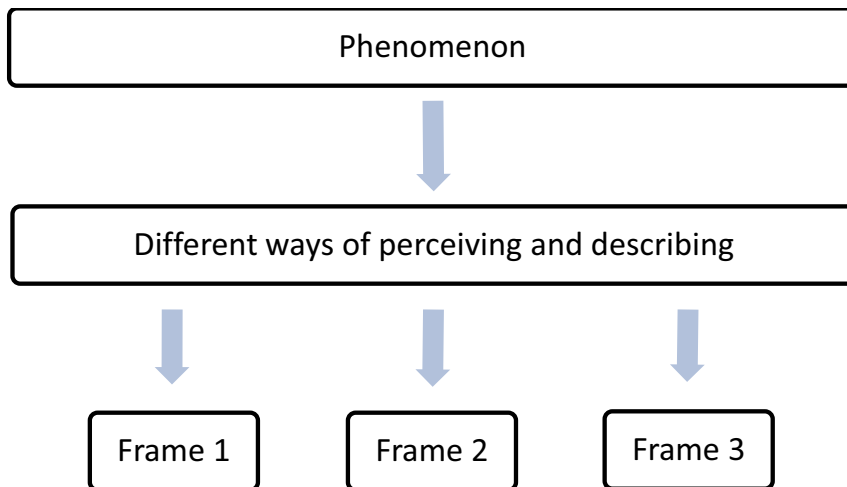 Phenomenon
Different ways of perceiving and describing
Frame 1
Frame 2
Frame 3